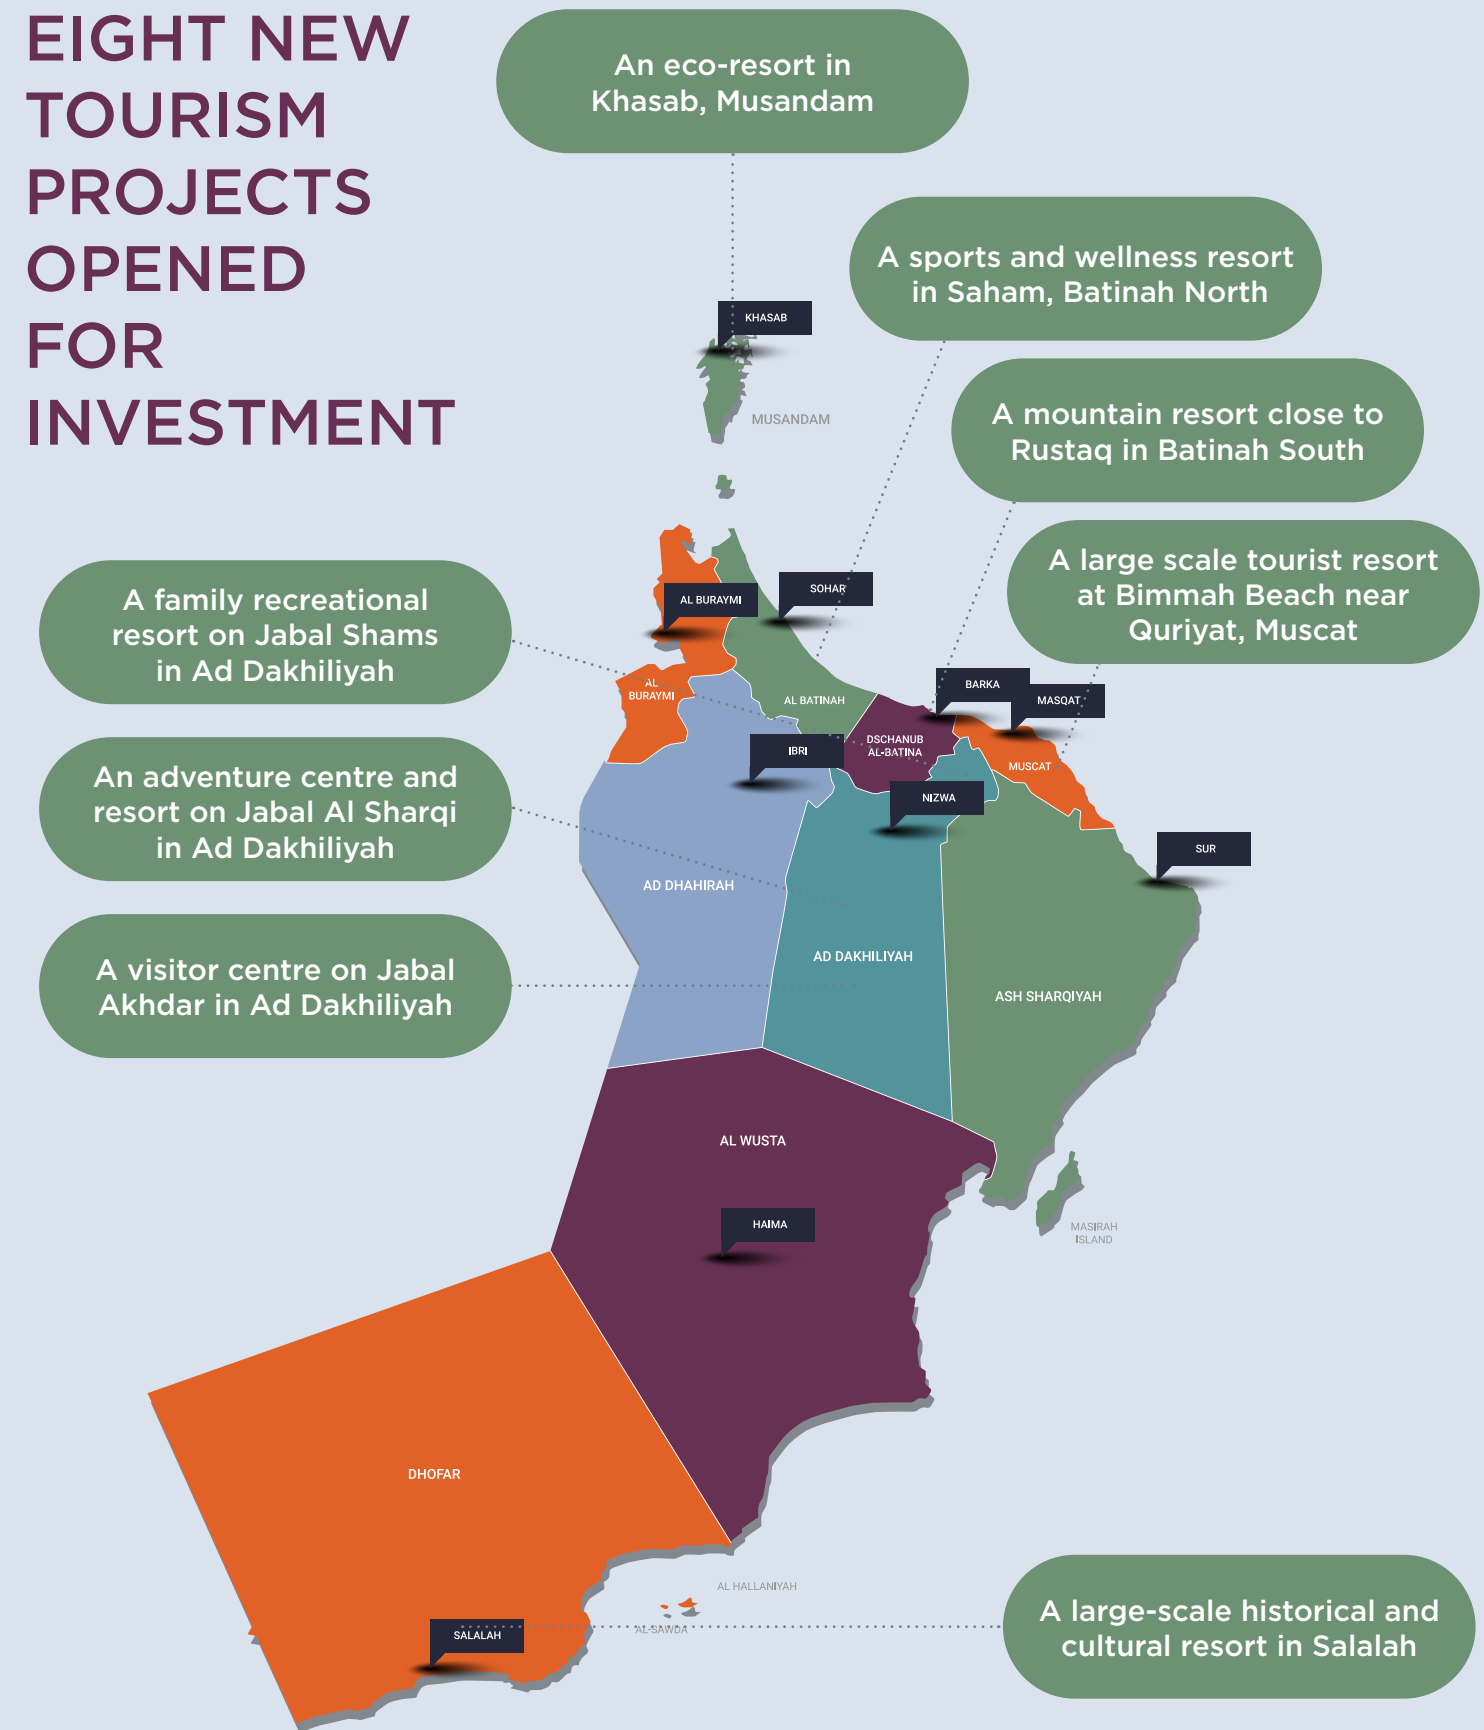 EIGHT NEW
TOURISM
PROJECTS
OPENED
FOR
INVESTMENT
An eco-resort in
Khasab, Musandam
A sports and wellness resort
in Saham, Batinah North
A mountain resort close to
Rustaq in Batinah South
A large scale tourist resort
at Bimmah Beach near
Quriyat, Muscat
A family recreational
resort on Jabal Shams
in Ad Dakhiliyah
An adventure centre and
resort on Jabal Al Sharqi
in Ad Dakhiliyah
A visitor centre on Jabal
Akhdar in Ad Dakhiliyah
A large-scale historical and
cultural resort in Salalah
KHASAB
MUSANDAM
SOHAR
AL BURAYMI
AL
BURAYMI
AL BATINAH
BARKA
MASQAT
DSCHANUB
AL-BATINA
IBRI
MUSCAT
NIZWA
SUR
AD DHAHIRAH
AD DAKHILIYAH
ASH SHARQIYAH
AL WUSTA
HAIMA
MASIRAH
ISLAND
DHOFAR
AL HALLANIYAH
AL-SAWDA
SALALAH